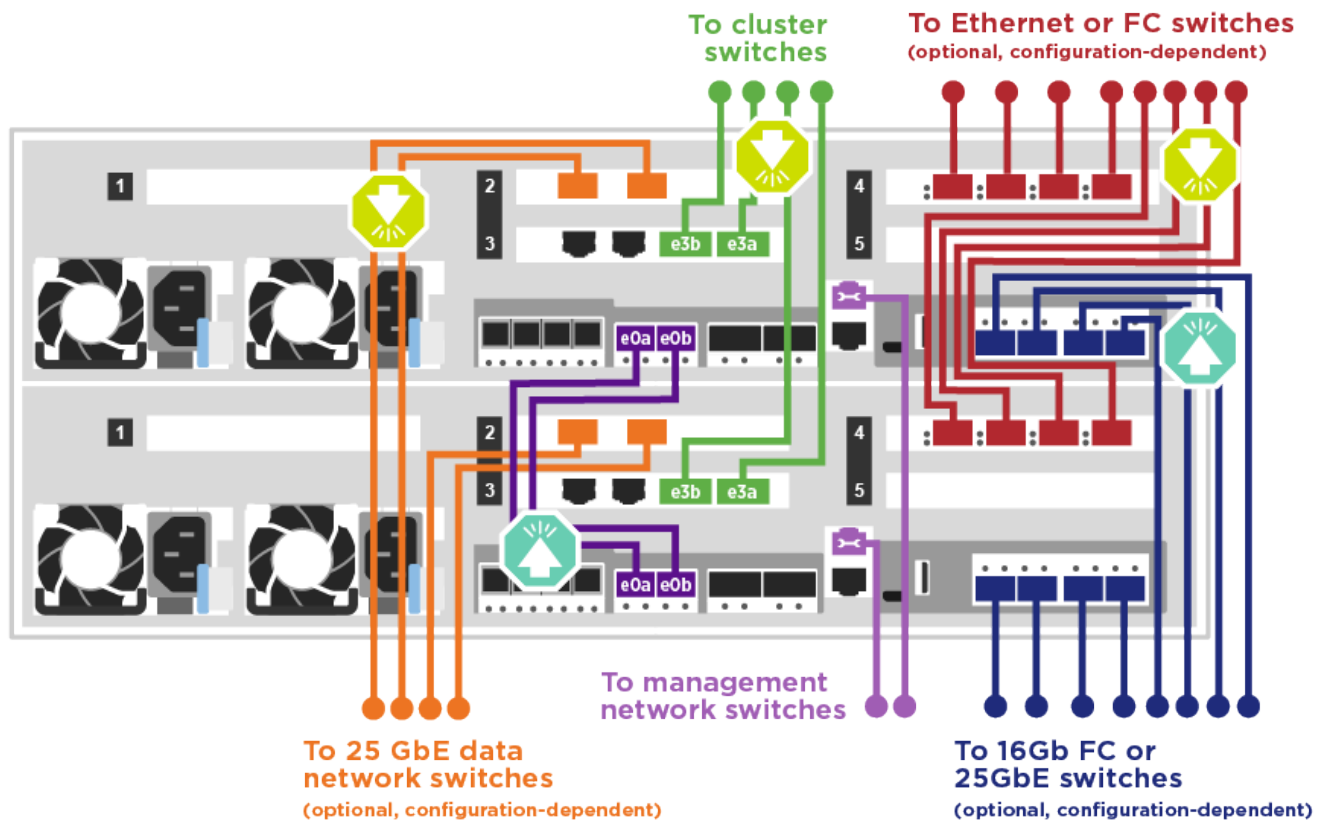 To cluster
switches
To Ethernet or FC switches
(optional, configuration-dependent)
1
2
4
3
e3b
e3a
5
e0a
e0b
1
2
4
3
e3b
e3a
5
e0a
e0b
To management
network switches
To 25 GbE data
network switches
(optional, configuration-dependent)
To 16Gb FC or
25GbE switches
(optional, configuration-dependent)